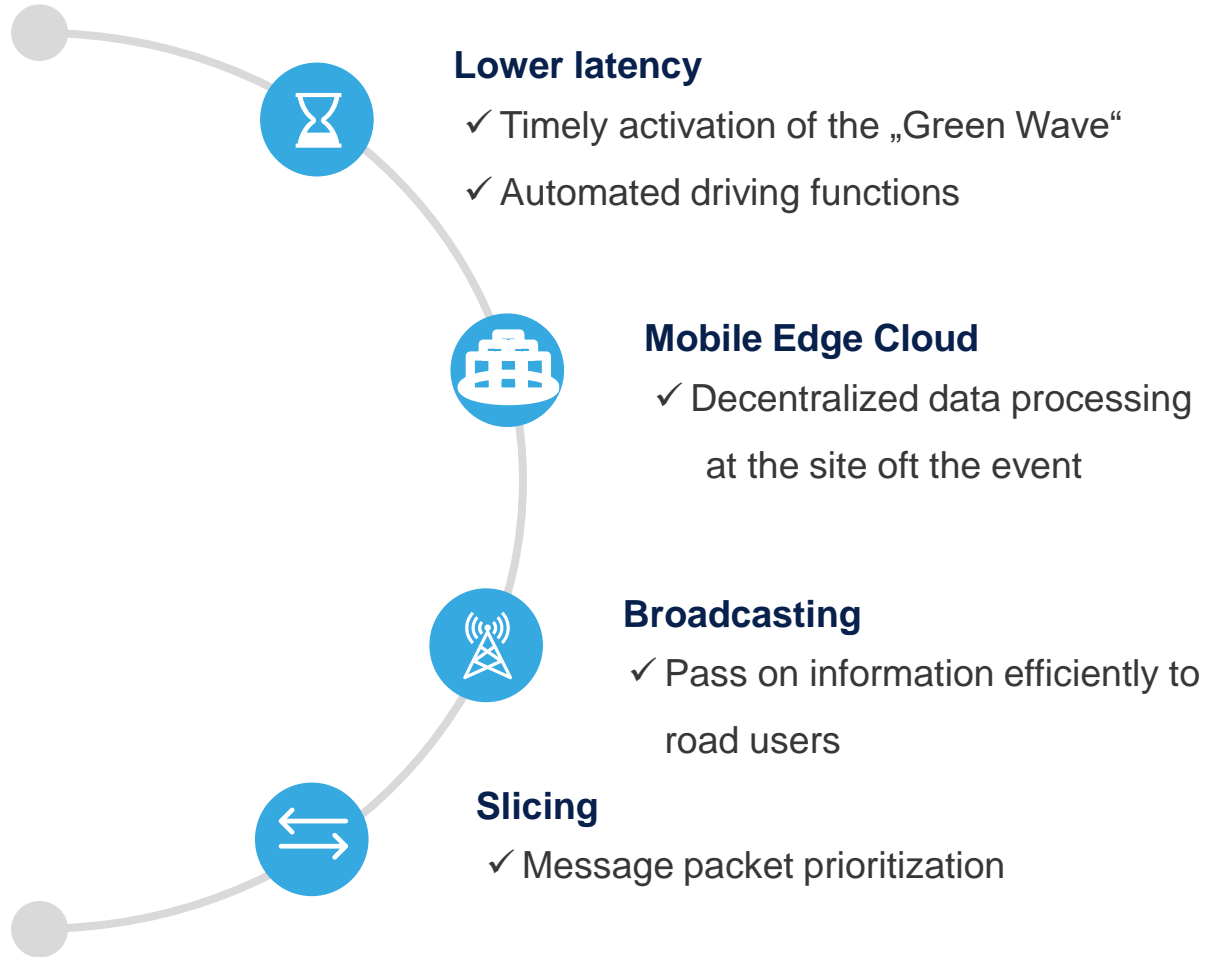 Lower latency
✓ Timely activation of the „Green Wave“
✓ Automated driving functions
Mobile Edge Cloud
✓ Decentralized data processing
at the site oft the event
Broadcasting
✓ Pass on information efficiently to
road users
Slicing
✓ Message packet prioritization